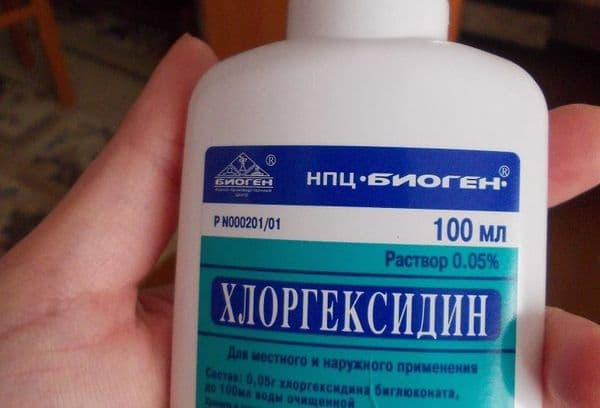 БИОГЕН ®
НПЦ•БИОГЕН•®
P N000201/01
100 мл
Раствор 0.05%
ХЛОРГЕКСИДИН
Для местного и наружного применения
Состав: 0,05г хлоргексидина биглюконата,
до 100мл воды очищенной